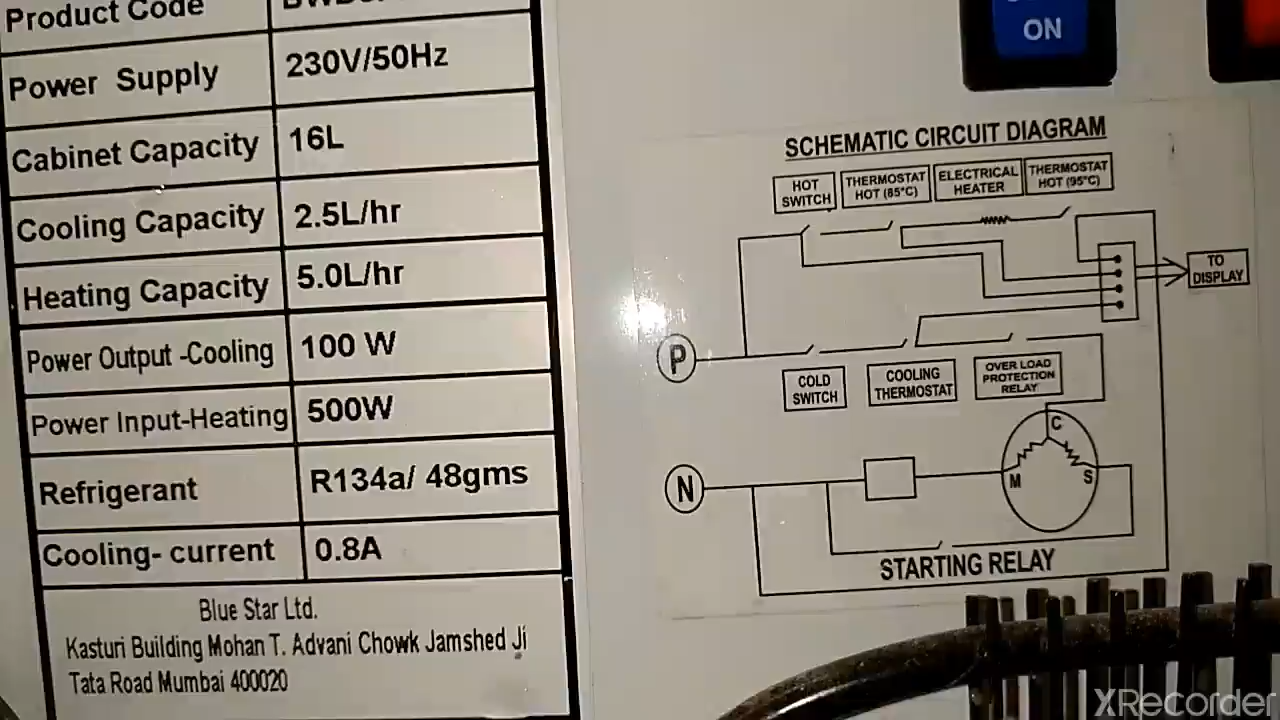 Product Code
Power Supply 230V/50Hz
Cabinet Capacity 16L
Cooling Capacity 2.5L/hr
Heating Capacity 5.0L/hr
Power Output -Cooling 100 W
Power Input-Heating 500W
Refrigerant R134a/ 48gms
Cooling- current 0.8A
Blue Star Ltd.
Kasturi Building Mohan T. Advani Chowk Jamshed Ji
Tata Road Mumbai 400020
ON
SCHEMATIC CIRCUIT DIAGRAM
HOT
SWITCH
THERMOSTAT
HOT (85°C)
ELECTRICAL
HEATER
THERMOSTAT
HOT (95°C)
TO
DISPLAY
P
COLD
SWITCH
COOLING
THERMOSTAT
OVER LOAD
PROTECTION
RELAY
C
M
S
N
STARTING RELAY
XRecorder